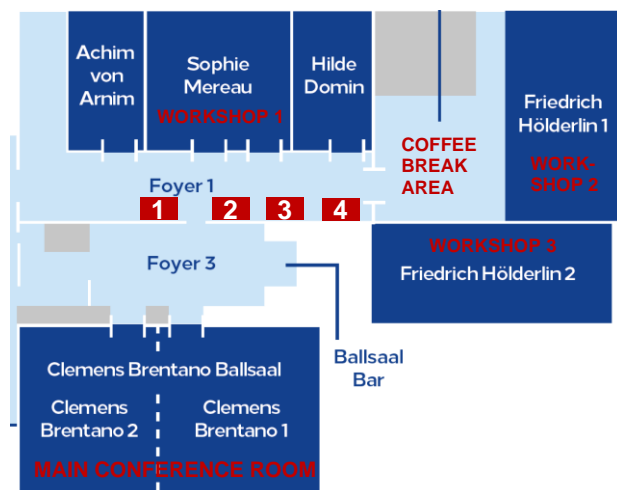 Achim
von
Arnim
Sophie
Mereau
WORKSHOP 1
Hilde
Domin
COFFEE
BREAK
AREA
Friedrich
Hölderlin 1
WORK-
SHOP 2
Foyer 1
1
2
3
4
WORKSHOP 3
Friedrich Hölderlin 2
Foyer 3
Ballsaal
Bar
Clemens Brentano Ballsaal
Clemens
Brentano 2
Clemens
Brentano 1
MAIN CONFERENCE ROOM